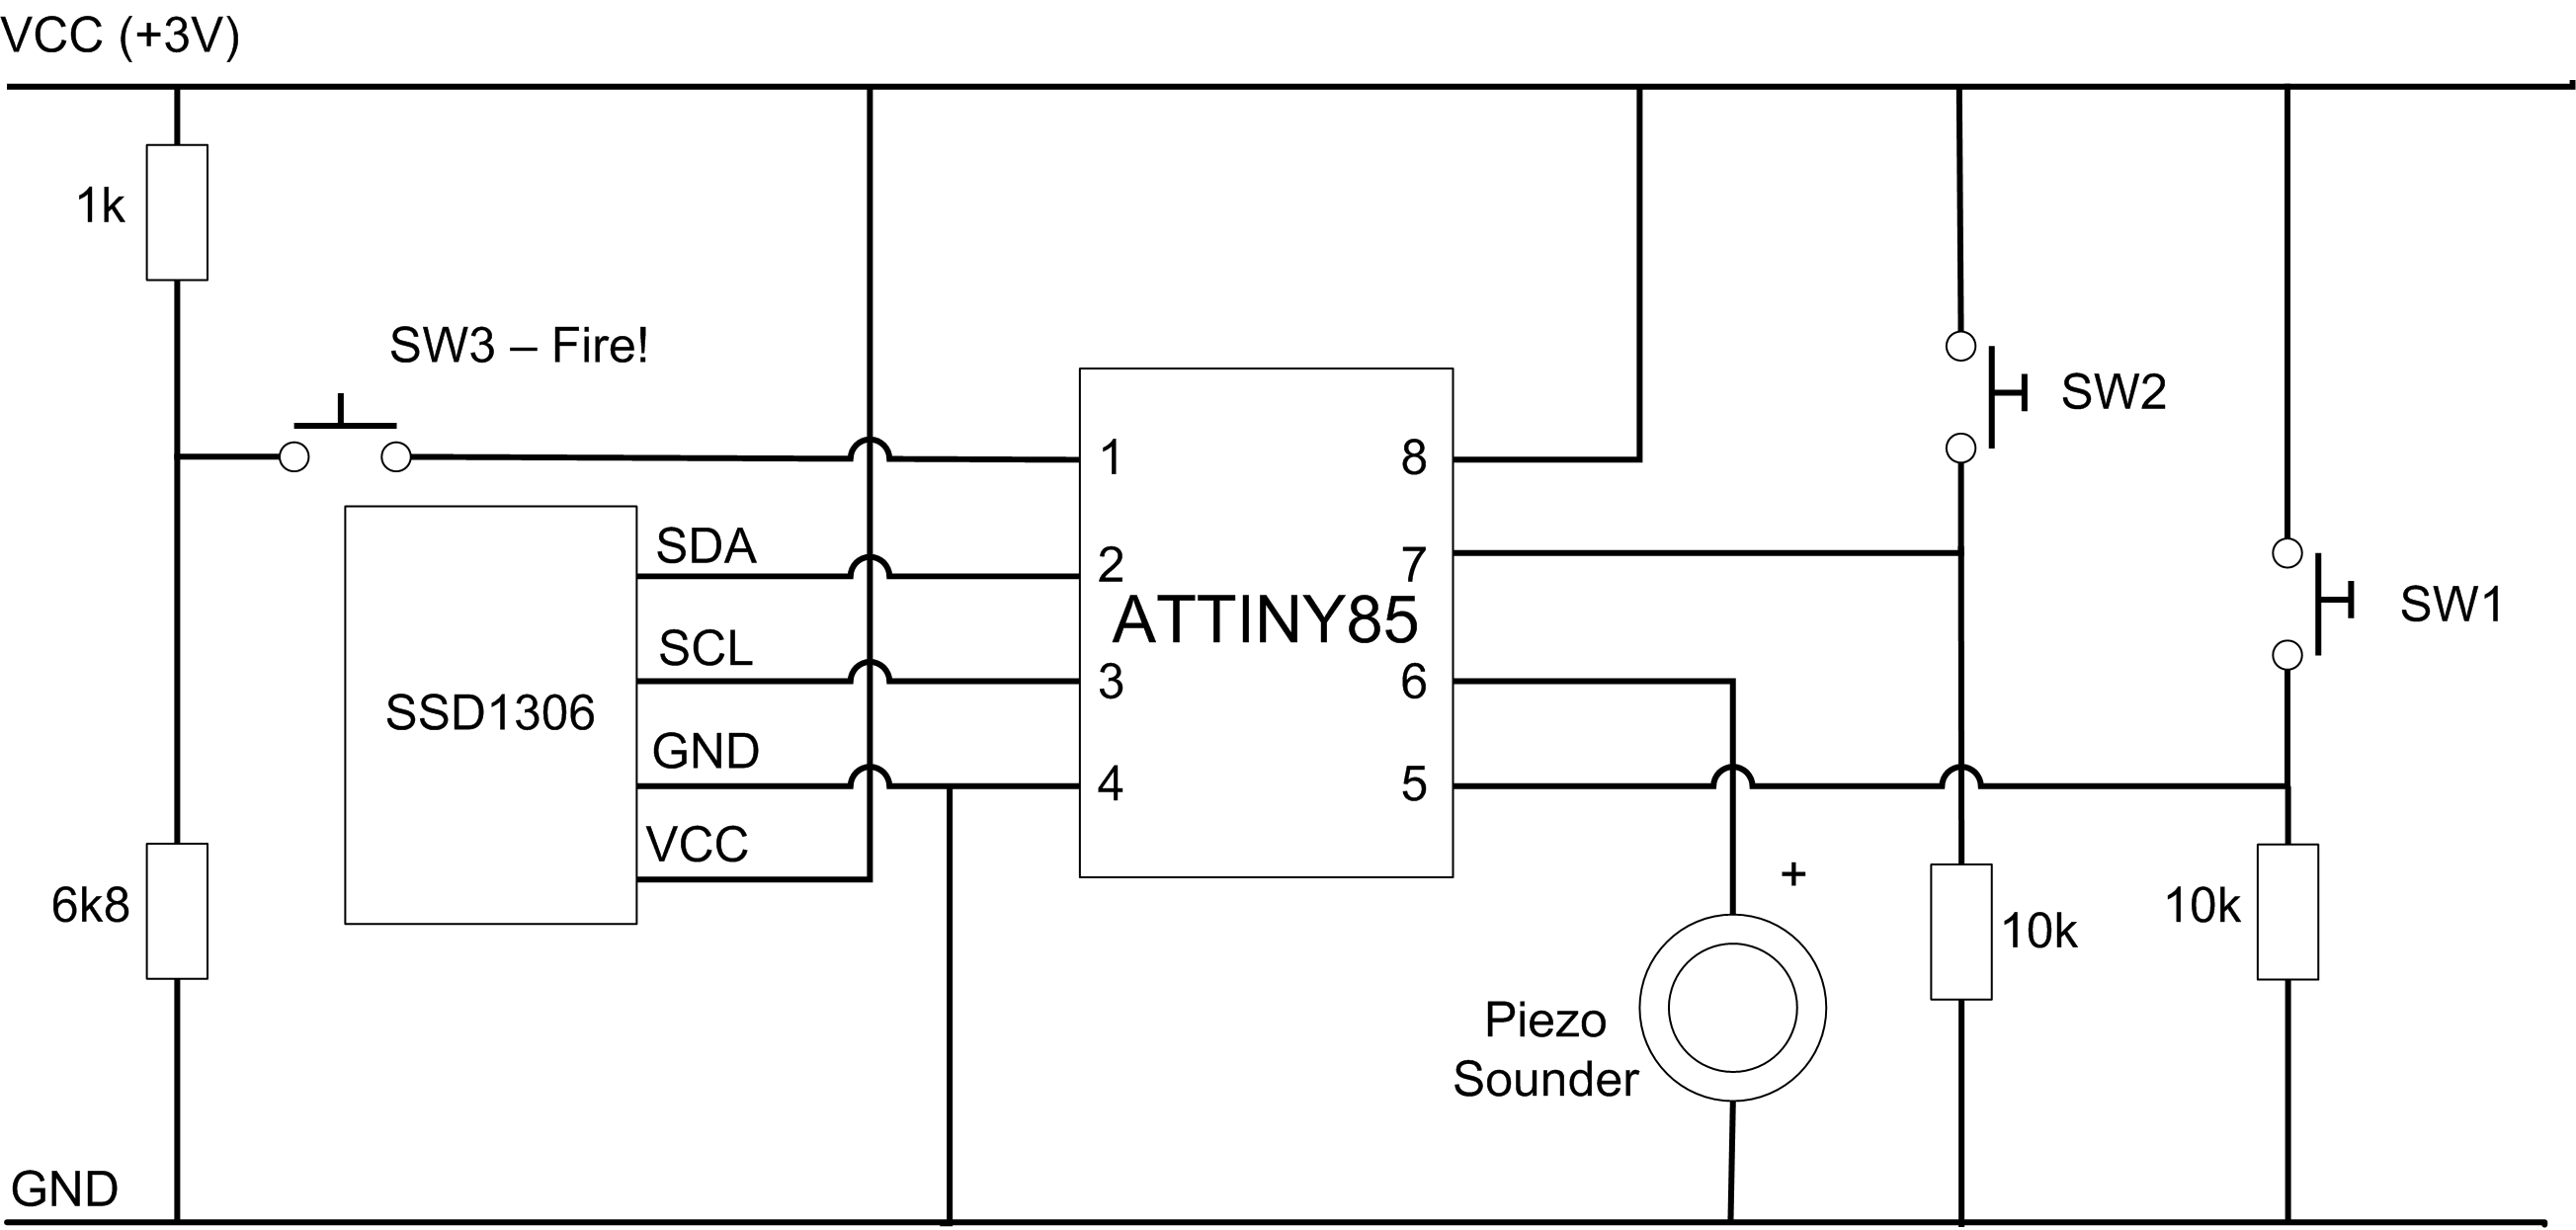 VCC (+3V)
1k
SW3 – Fire!
SW2
1
8
SDA
2
7
ATTINY85
SW1
SCL
3
6
SSD1306
GND
4
5
VCC
+
6k8
10k
10k
Piezo
Sounder
GND